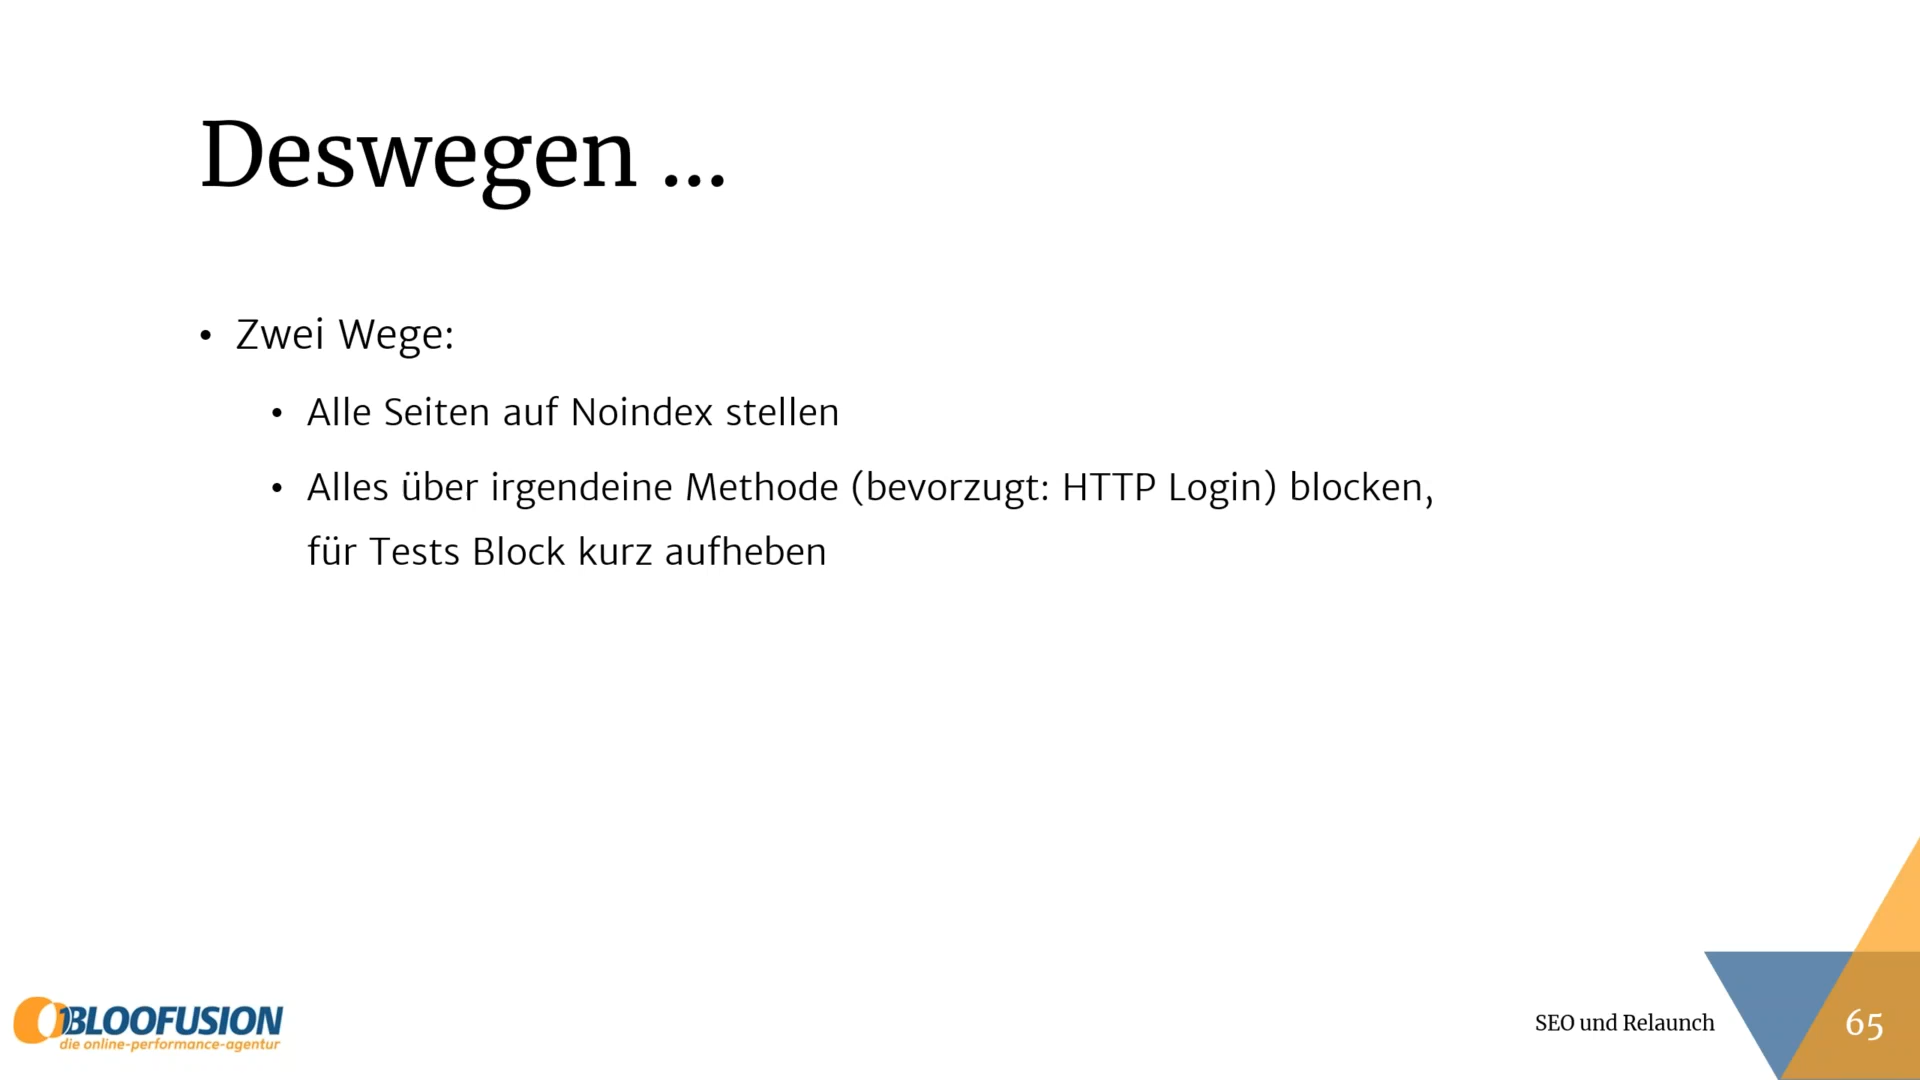 Deswegen ...
• Zwei Wege:
• Alle Seiten auf Noindex stellen
• Alles über irgendeine Methode (bevorzugt: HTTP Login) blocken,
für Tests Block kurz aufheben
BLOOFUSION
die online-performance-agentur
SEO und Relaunch
65